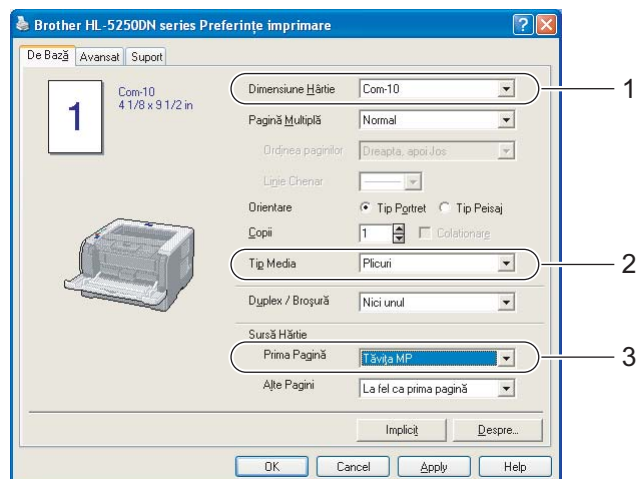 Brother HL-5250DN series Preferințe imprimare
De Bază Avansat Suport
1
Com-10
4 1/8 x 9 1/2 in
Dimensiune Hârtie Com-10 1
Pagină Multiplă Normal
Ordinea paginilor Dreapta, apoi Jos
Linie Chenar
Orientare Tip Portret Tip Peisaj
Copii 1 Colationare
Tip Media Plicuri 2
Duplex / Broşură Nici unul
Sursă Hârtie
Prima Pagină Tăvița MP 3
Alte Pagini La fel ca prima pagină
Implicit Despre...
OK Cancel Apply Help